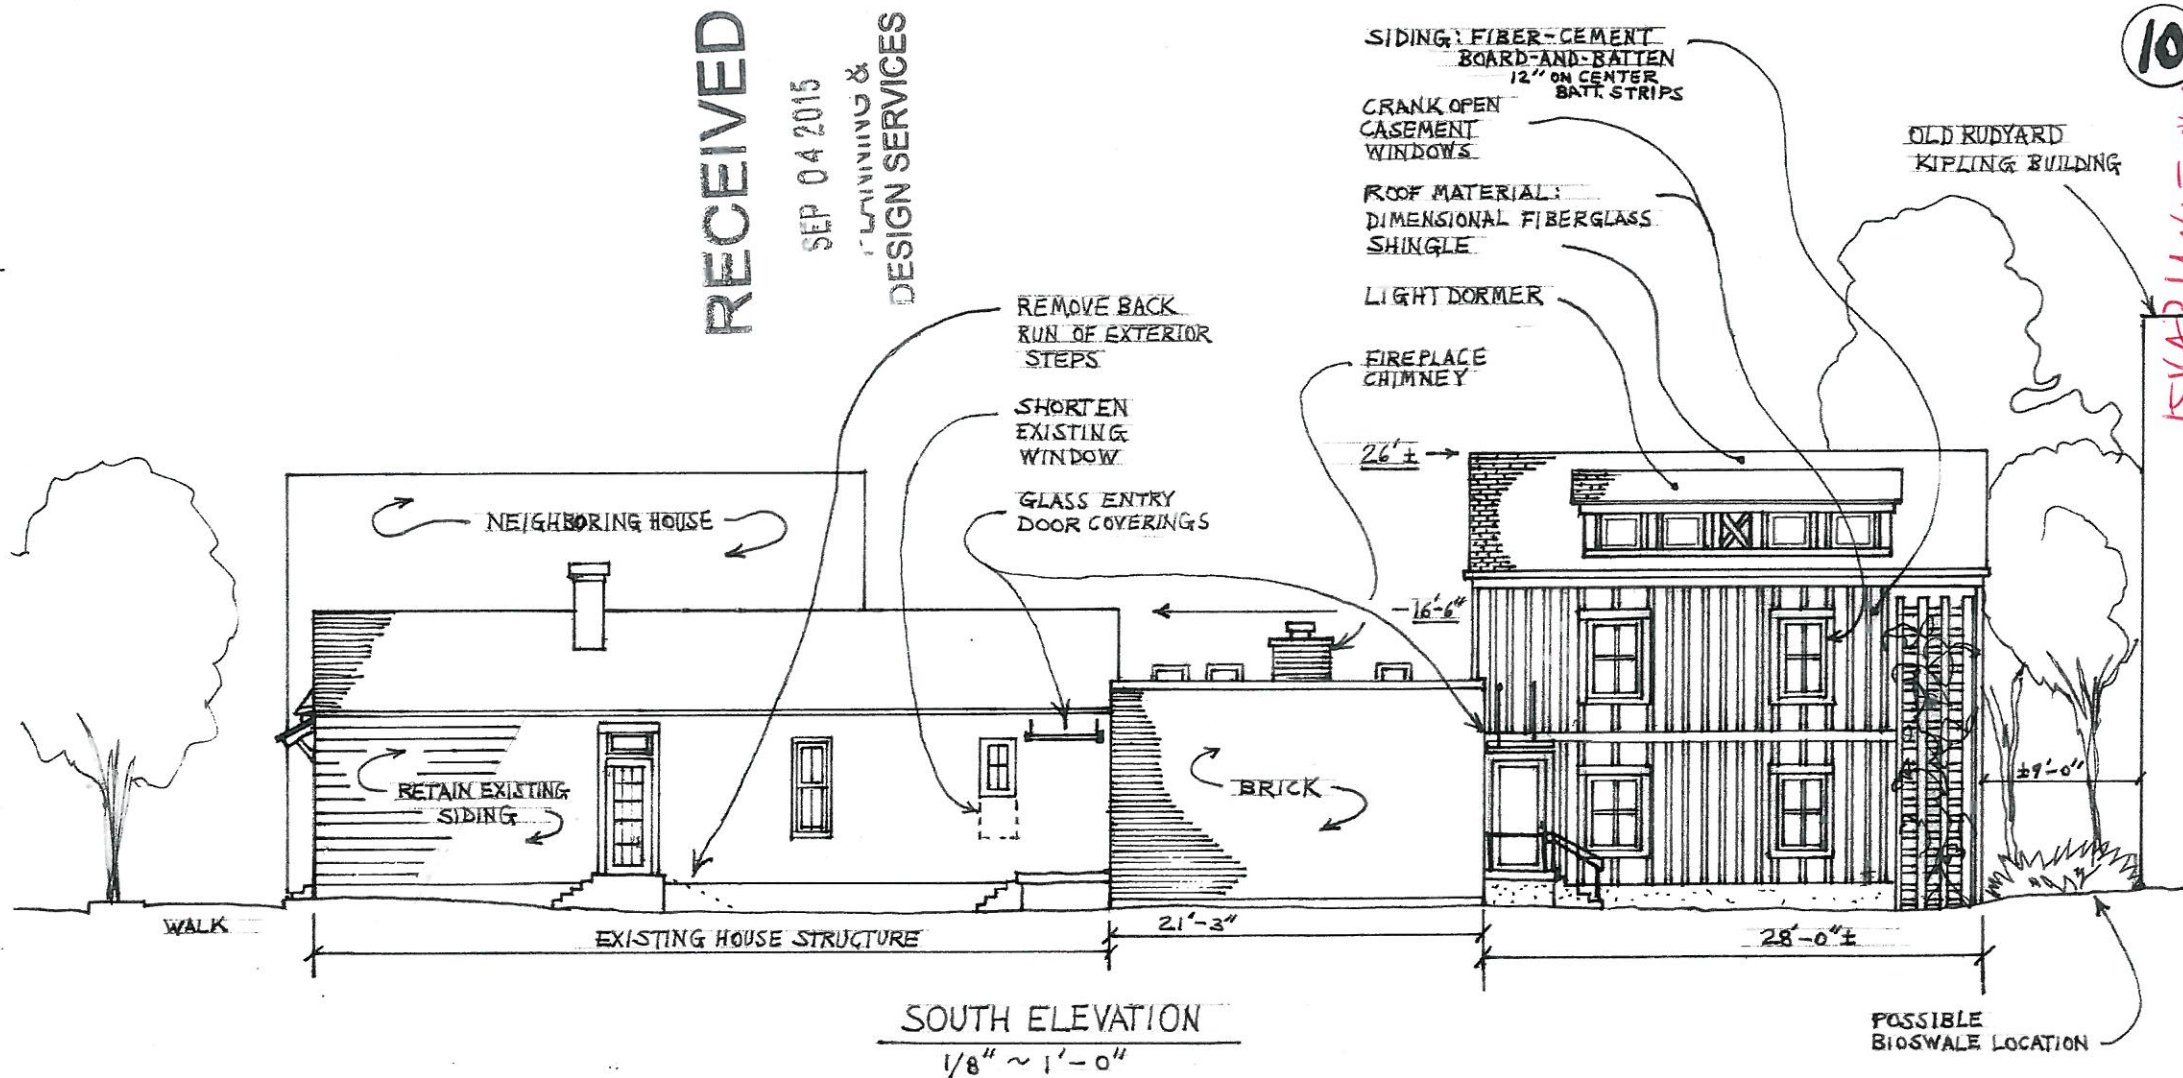 RECEIVED
SEP 04 2015
PLANNING &
DESIGN SERVICES
SIDING: FIBER-CEMENT
BOARD-AND-BATTEN
12" ON CENTER
BATT. STRIPS
CRANK OPEN
CASEMENT
WINDOWS
ROOF MATERIAL:
DIMENSIONAL FIBERGLASS
SHINGLE
LIGHT DORMER
FIREPLACE
CHIMNEY
10
OLD RUDYARD
KIPLING BUILDING
REMOVE BACK
RUN OF EXTERIOR
STEPS
SHORTEN
EXISTING
WINDOW
GLASS ENTRY
DOOR COVERINGS
26'±
NEIGHBORING HOUSE
16'-6"
RETAIN EXISTING
SIDING
BRICK
±9'-0"
WALK
EXISTING HOUSE STRUCTURE
21'-3"
28'-0"±
SOUTH ELEVATION
1/8" ~ 1'-0"
POSSIBLE
BIOSWALE LOCATION